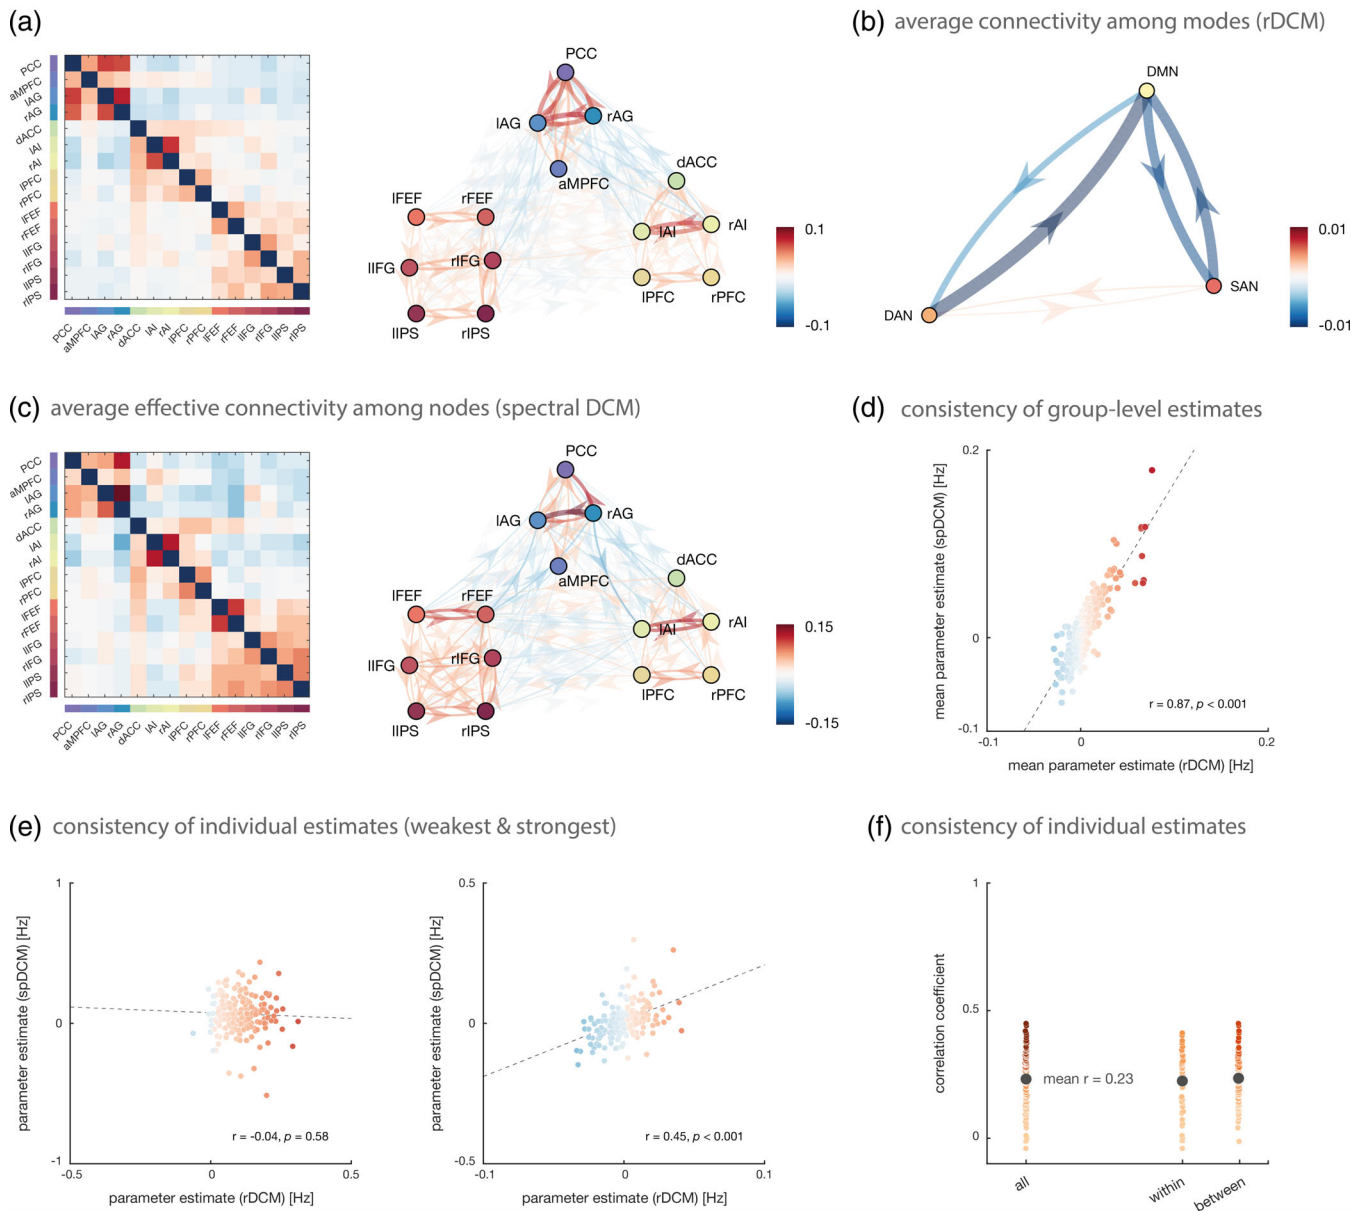 (a)
PCC
aMPFC
lAG
rAG
dACC
lAI
rAI
lPFC
rPFC
lFEF
rFEF
lIFG
rIFG
lIPS
rIPS
PCC
aMPFC
lAG
rAG
dACC
lAI
rAI
lPFC
rPFC
lFEF
rFEF
lIFG
rIFG
lIPS
rIPS
PCC
lAG
rAG
aMPFC
dACC
lFEF
rFEF
lAI
rAI
lIFG
rIFG
lPFC
rPFC
lIPS
rIPS
0.1
-0.1
(b) average connectivity among modes (rDCM)
DMN
SAN
DAN
0.01
-0.01
(c) average effective connectivity among nodes (spectral DCM)
PCC
aMPFC
lAG
rAG
dACC
lAI
rAI
lPFC
rPFC
lFEF
rFEF
lIFG
rIFG
lIPS
rIPS
PCC
aMPFC
lAG
rAG
dACC
lAI
rAI
lPFC
rPFC
lFEF
rFEF
lIFG
rIFG
lIPS
rIPS
PCC
lAG
rAG
aMPFC
dACC
lFEF
rFEF
lAI
rAI
lIFG
rIFG
lPFC
rPFC
lIPS
rIPS
0.15
-0.15
(d) consistency of group-level estimates
mean parameter estimate (spDCM) [Hz]
0.2
0
-0.1
r = 0.87, p < 0.001
-0.1
0
0.2
mean parameter estimate (rDCM) [Hz]
(e) consistency of individual estimates (weakest & strongest)
parameter estimate (spDCM) [Hz]
1
0
-1
r = -0.04, p = 0.58
-0.5
0
0.5
parameter estimate (rDCM) [Hz]
parameter estimate (spDCM) [Hz]
0.5
0
-0.5
r = 0.45, p < 0.001
0
0.1
parameter estimate (rDCM) [Hz]
(f) consistency of individual estimates
correlation coefficient
1
0.5
0
mean r = 0.23
all
within
between